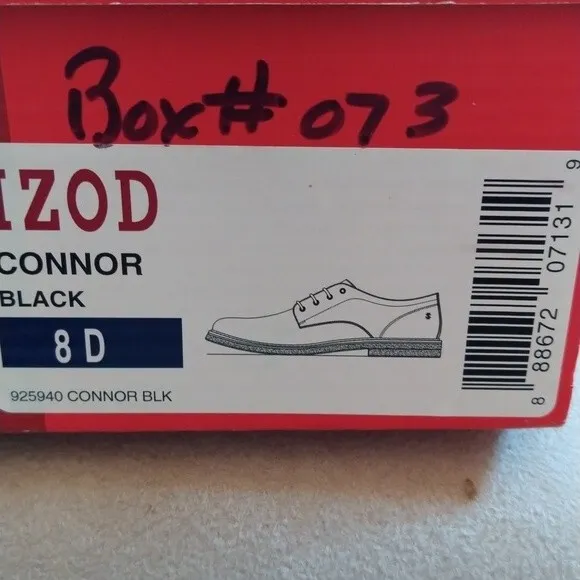 Box# 073
IZOD
CONNOR
BLACK
8 D
925940 CONNOR BLK
8 88672 07131 9